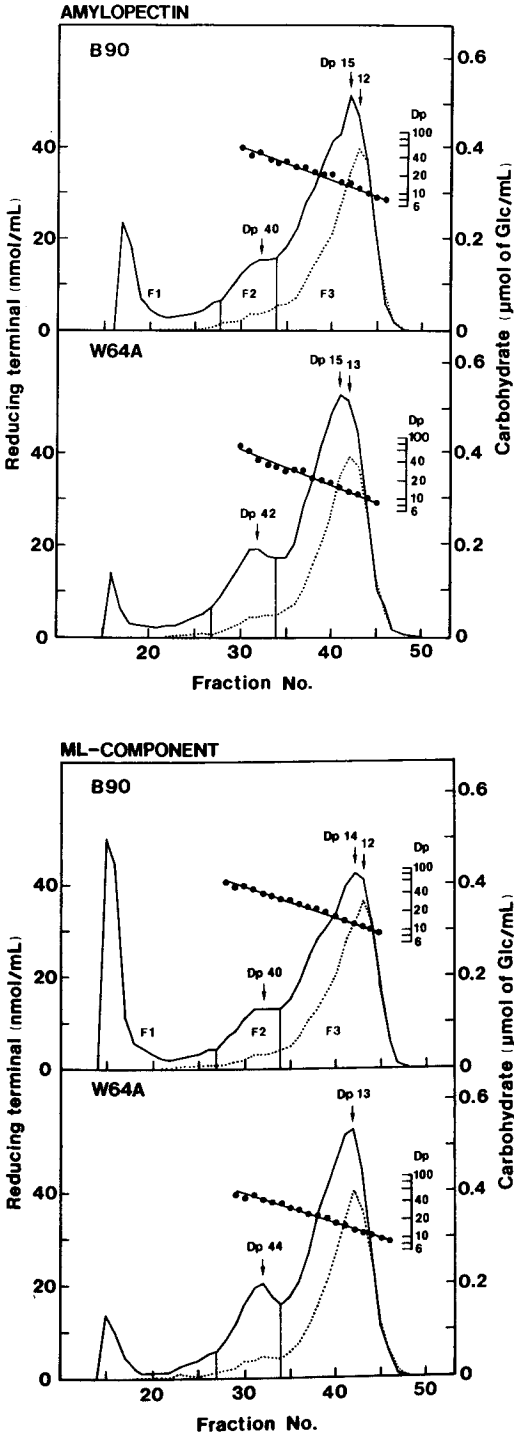 AMYLOPECTIN
B90
Dp 15 12
Dp
100
40
20
10
6
Dp 40
F1 F2 F3
40
20
0
0.6
0.4
0.2
0
W64A
Dp 15 13
Dp
100
40
20
10
6
Dp 42
40
20
0
0.6
0.4
0.2
0
Reducing terminal (nmol/mL)
Carbohydrate (μmol of Glc/mL)
20 30 40 50
Fraction No.
ML-COMPONENT
B90
Dp 14 12
Dp
100
40
20
10
6
Dp 40
F1 F2 F3
40
20
0
0.6
0.4
0.2
0
W64A
Dp 13
Dp
100
40
20
10
6
Dp 44
40
20
0
0.6
0.4
0.2
0
Reducing terminal (nmol/mL)
Carbohydrate (μmol of Glc/mL)
20 30 40 50
Fraction No.